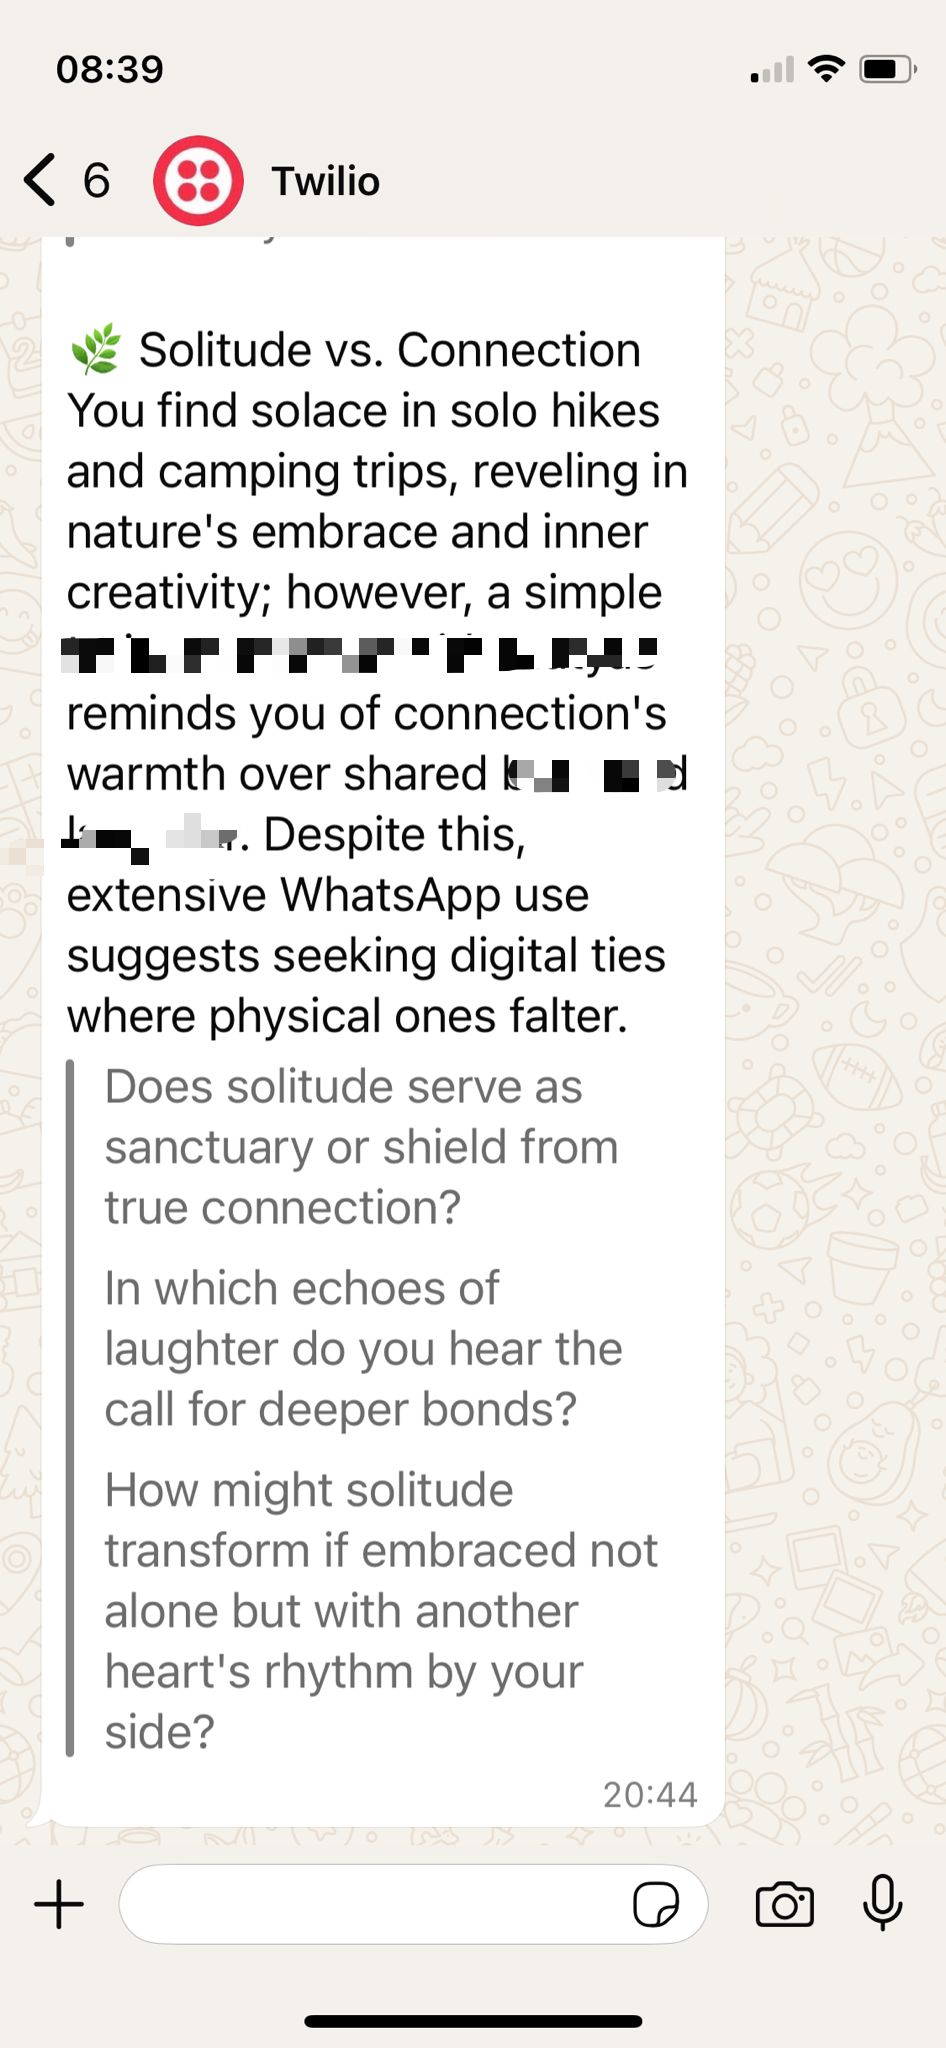 08:39
6
Twilio
🌿 Solitude vs. Connection
You find solace in solo hikes
and camping trips, reveling in
nature's embrace and inner
creativity; however, a simple
reminds you of connection's
warmth over shared
. Despite this,
extensive WhatsApp use
suggests seeking digital ties
where physical ones falter.
Does solitude serve as
sanctuary or shield from
true connection?
In which echoes of
laughter do you hear the
call for deeper bonds?
How might solitude
transform if embraced not
alone but with another
heart's rhythm by your
side?
20:44